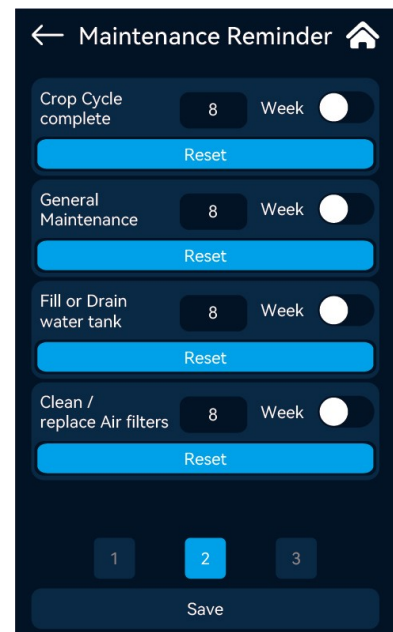 Maintenance Reminder
Crop Cycle
complete
8
Week
Reset
General
Maintenance
8
Week
Reset
Fill or Drain
water tank
8
Week
Reset
Clean /
replace Air filters
8
Week
Reset
1
2
3
Save